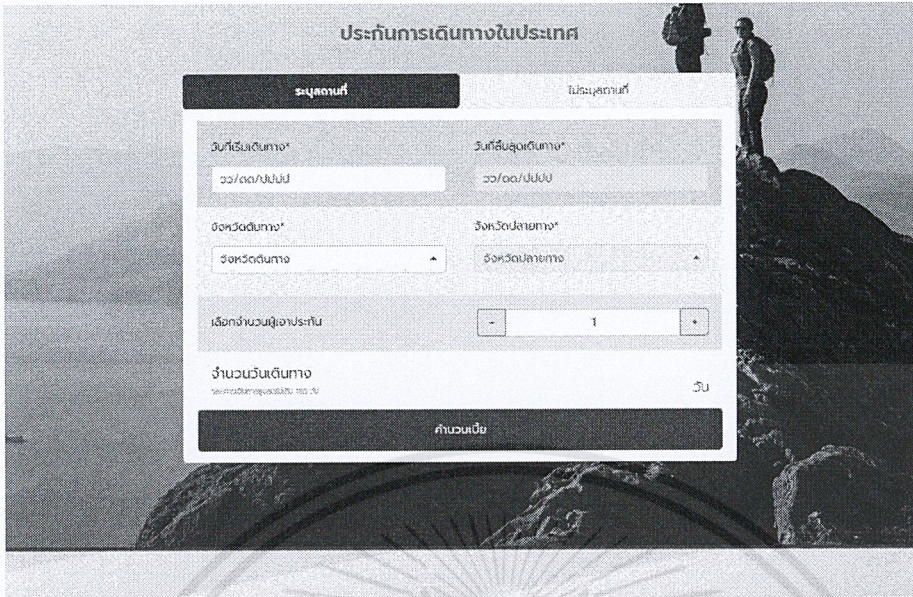 ประกันการเดินทางในประเทศ
ระบุสถานที่
ไม่ระบุสถานที่
วันที่เริ่มเดินทาง*
วันที่สิ้นสุดเดินทาง*
วว/ดด/ปปปป
วว/ดด/ปปปป
จังหวัดต้นทาง*
จังหวัดปลายทาง*
จังหวัดต้นทาง
จังหวัดปลายทาง
เลือกจำนวนผู้เอาประกัน
- 1 +
จำนวนวันเดินทาง
วัน
คำนวนเบี้ย